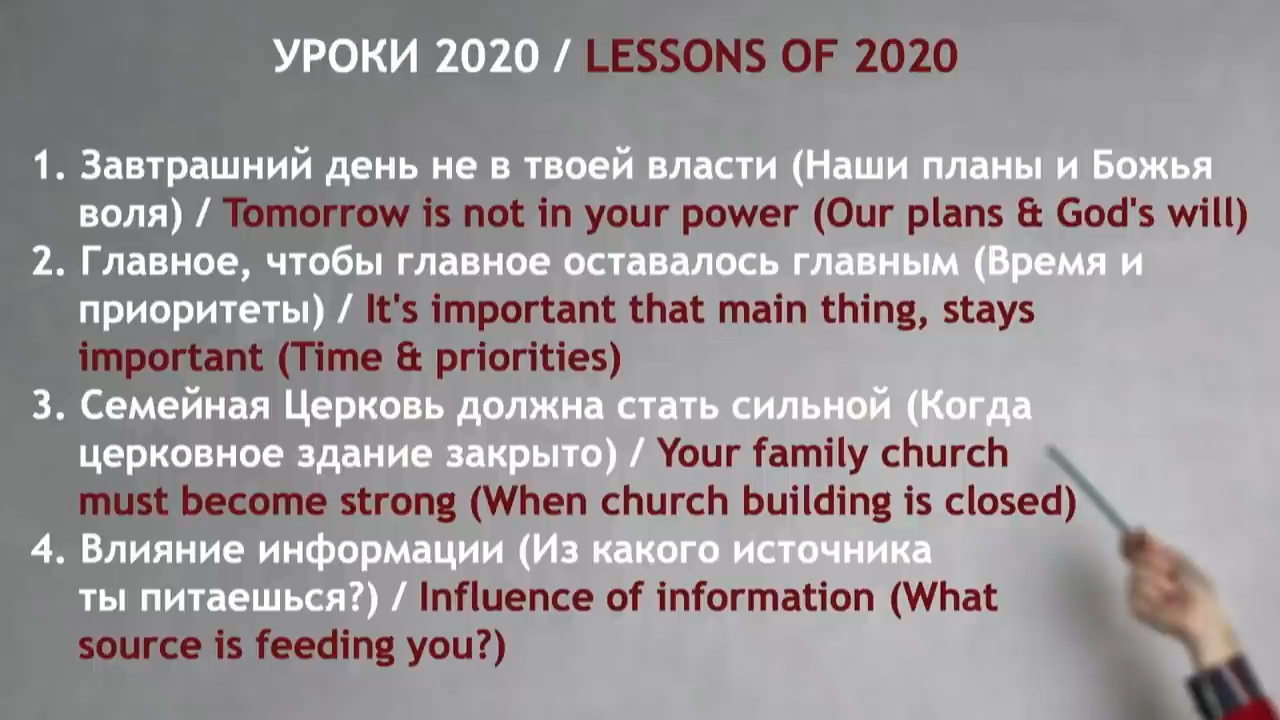 УРОКИ 2020 / LESSONS OF 2020
1. Завтрашний день не в твоей власти (Наши планы и Божья
воля) / Tomorrow is not in your power (Our plans & God's will)
2. Главное, чтобы главное оставалось главным (Время и
приоритеты) / It's important that main thing, stays
important (Time & priorities)
3. Семейная Церковь должна стать сильной (Когда
церковное здание закрыто) / Your family church
must become strong (When church building is closed)
4. Влияние информации (Из какого источника
ты питаешься?) / Influence of information (What
source is feeding you?)